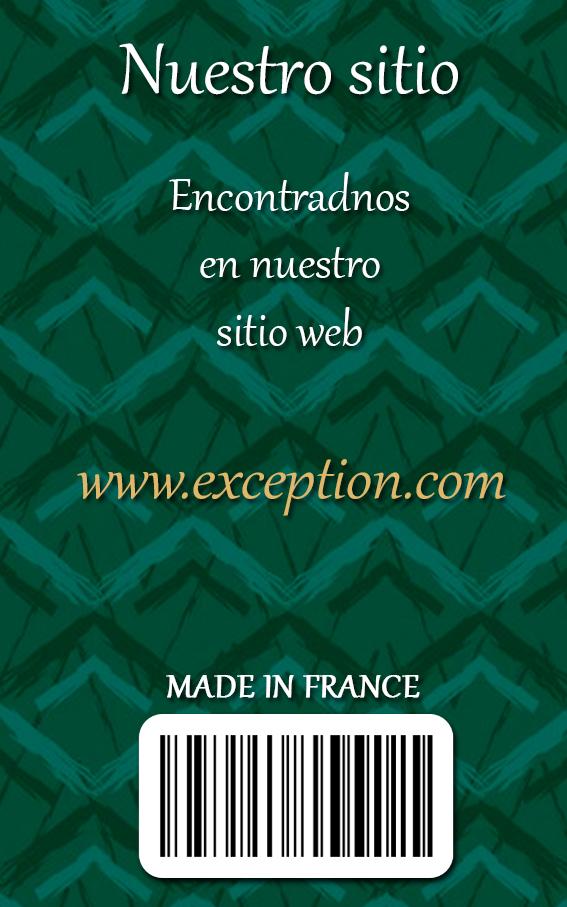 Nuestro sitio
Encontradnos
en nuestro
sitio web
www.exception.com
MADE IN FRANCE